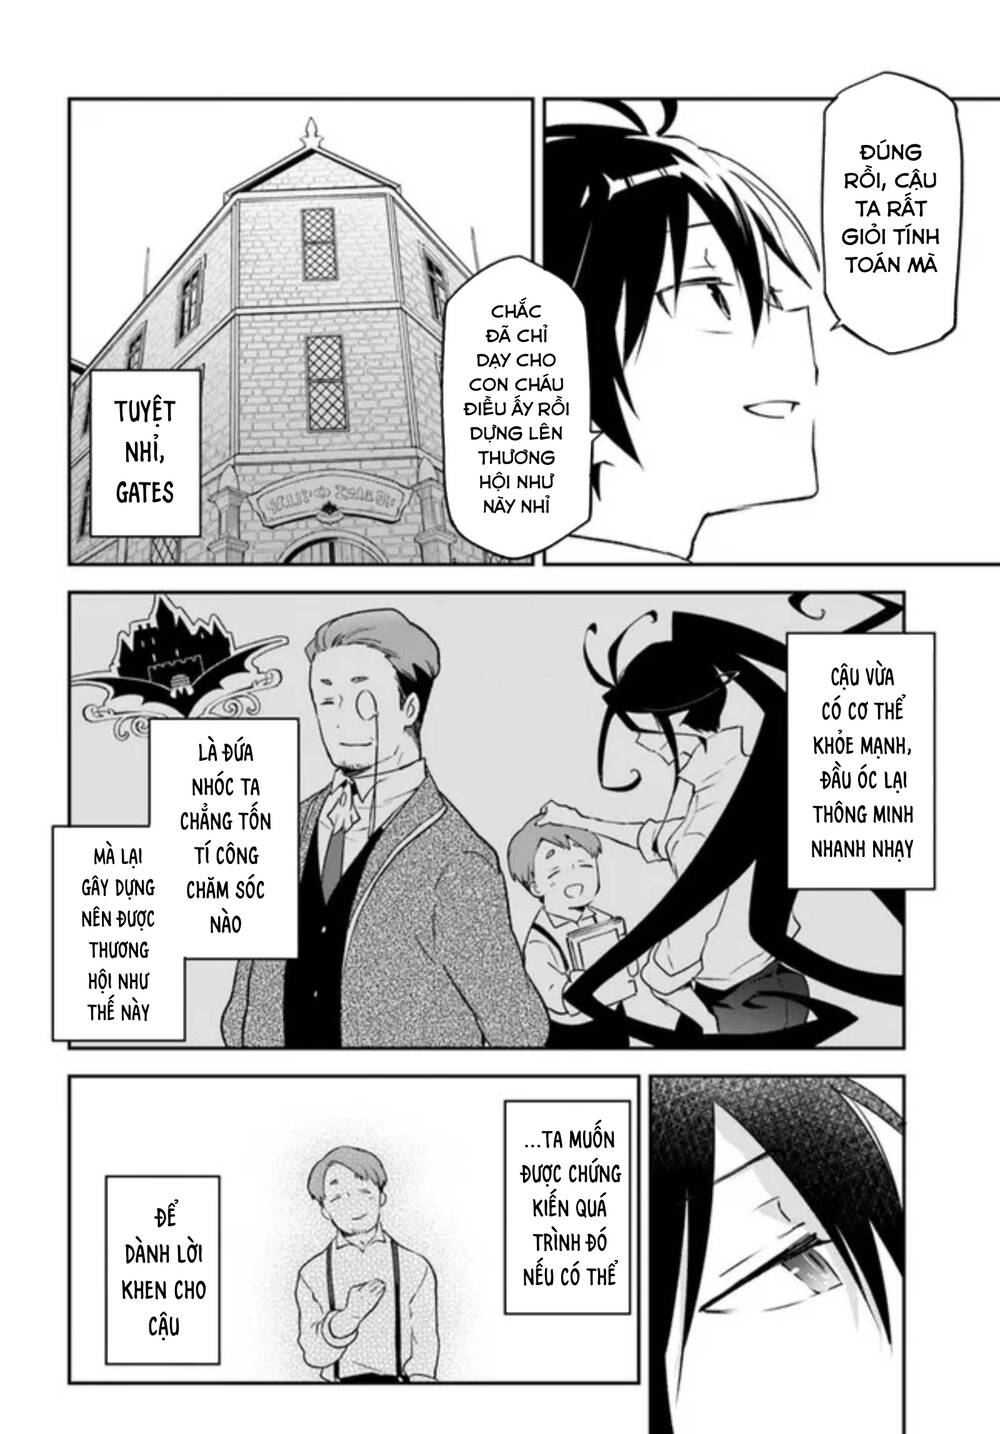 ĐÚNG
RỒI, CẬU
TA RẤT
GIỎI TÍNH
TOÁN MÀ
CHẮC
ĐÃ CHỈ
DẠY CHO
CON CHÁU
ĐIỀU ẤY RỒI
DỰNG LÊN
THƯƠNG
HỘI NHƯ
NÀY NHỈ
TUYỆT
NHỈ,
GATES
CẬU VỪA
CÓ CƠ THỂ
KHỎE MẠNH,
ĐẦU ÓC LẠI
THÔNG MINH
NHANH NHẠY
LÀ ĐỨA
NHÓC TA
CHẲNG TỐN
TÍ CÔNG
CHĂM SÓC
NÀO
MÀ LẠI
GÂY DỰNG
NÊN ĐƯỢC
THƯƠNG
HỘI NHƯ
THẾ NÀY
...TA MUỐN
ĐƯỢC CHỨNG
KIẾN QUÁ
TRÌNH ĐÓ
NẾU CÓ THỂ
ĐỂ
DÀNH LỜI
KHEN CHO
CẬU